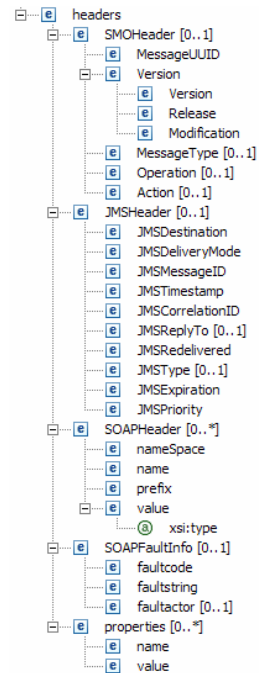 e headers
e SMOHeader [0..1]
e MessageUUID
e Version
e Version
e Release
e Modification
e MessageType [0..1]
e Operation [0..1]
e Action [0..1]
e JMSHeader [0..1]
e JMSDestination
e JMSDeliveryMode
e JMSMessageID
e JMSTimestamp
e JMSCorrelationID
e JMSReplyTo [0..1]
e JMSRedelivered
e JMSType [0..1]
e JMSExpiration
e JMSPriority
e SOAPHeader [0..*]
e nameSpace
e name
e prefix
e value
a xsi:type
e SOAPFaultInfo [0..1]
e faultcode
e faultstring
e faultactor [0..1]
e properties [0..*]
e name
e value